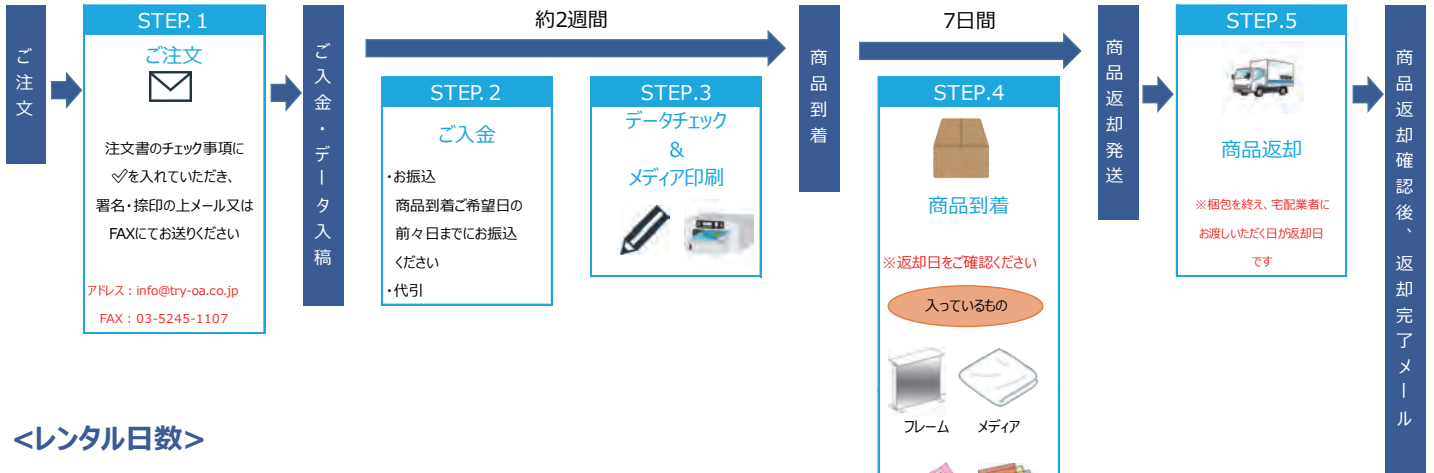 ご注文
STEP. 1
ご注文
注文書のチェック事項に
✓を入れていただき、
署名・捺印の上メール又は
FAXにてお送りください
アドレス：info@try-oa.co.jp
FAX：03-5245-1107
ご入金・データ入稿
約2週間
STEP. 2
ご入金
・お振込
商品到着ご希望日の
前々日までにお振込
ください
・代引
STEP.3
データチェック
&
メディア印刷
商品到着
7日間
STEP.4
商品到着
※返却日をご確認ください
入っているもの
フレーム
メディア
商品返却発送
STEP.5
商品返却
※梱包を終え、宅配業者に
お渡しいただく日が返却日
です
商品返却確認後、返却完了メール
<レンタル日数>